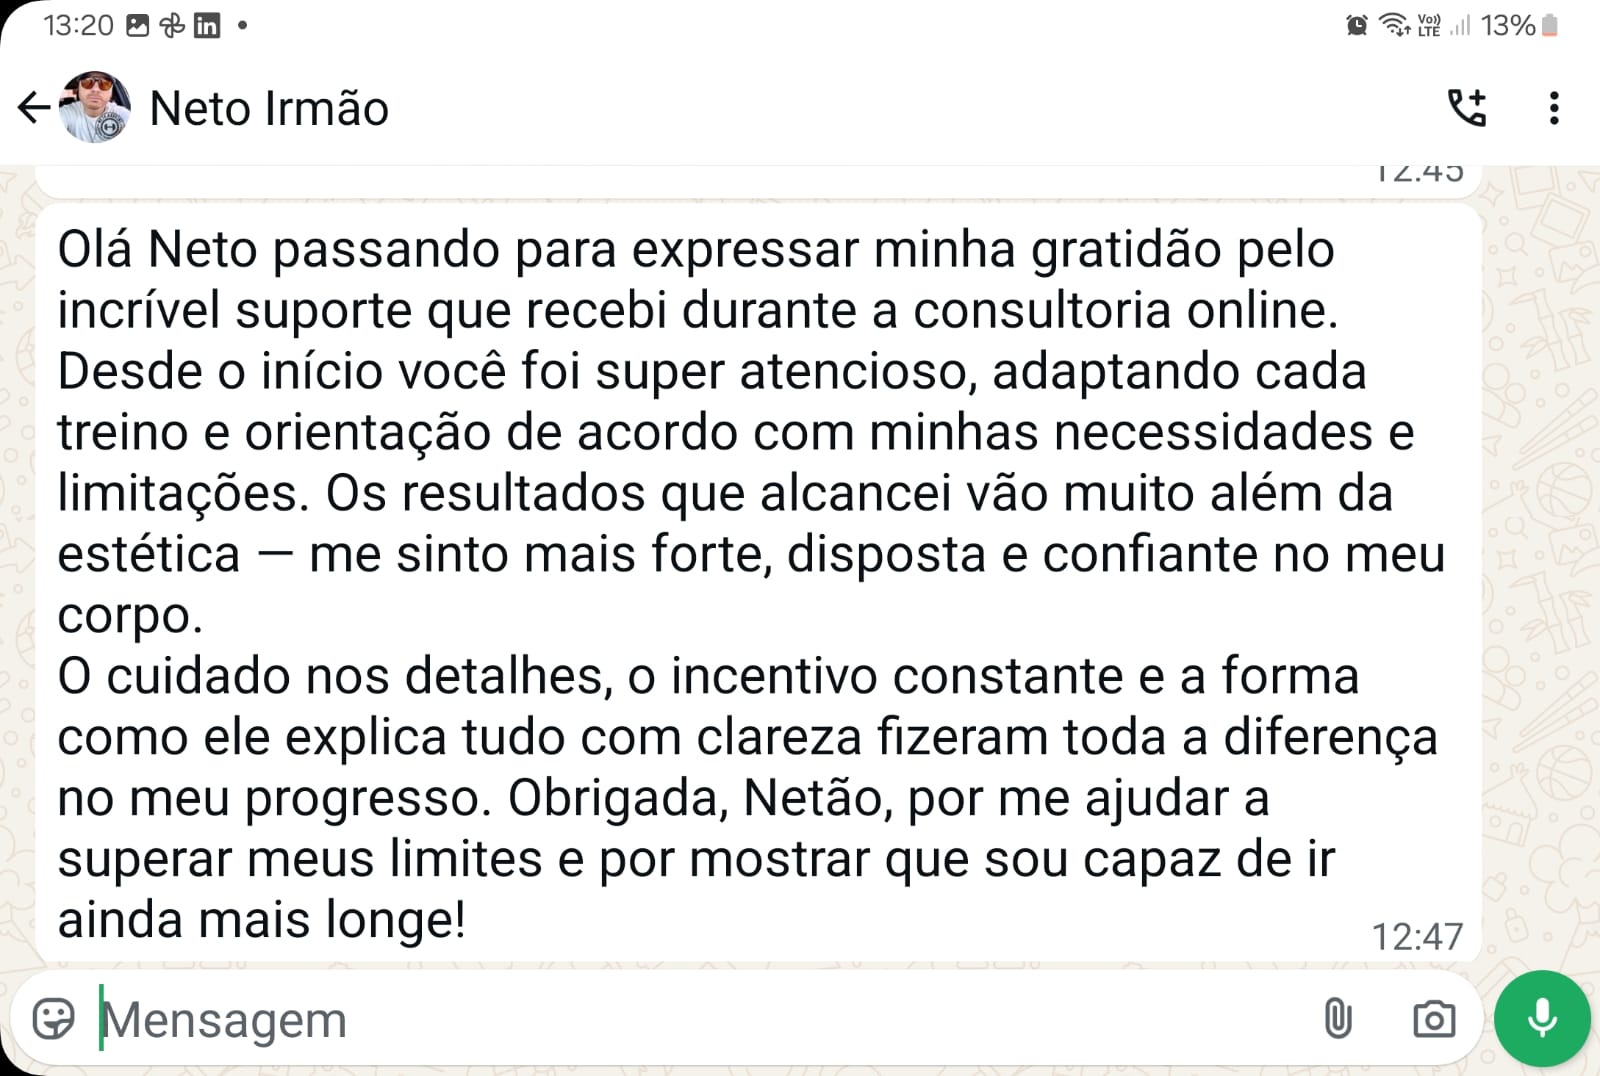 13:20
Vo)) LTE 13%
Neto Irmão
12:45
Olá Neto passando para expressar minha gratidão pelo
incrível suporte que recebi durante a consultoria online.
Desde o início você foi super atencioso, adaptando cada
treino e orientação de acordo com minhas necessidades e
limitações. Os resultados que alcancei vão muito além da
estética — me sinto mais forte, disposta e confiante no meu
corpo.
O cuidado nos detalhes, o incentivo constante e a forma
como ele explica tudo com clareza fizeram toda a diferença
no meu progresso. Obrigada, Netão, por me ajudar a
superar meus limites e por mostrar que sou capaz de ir
ainda mais longe!
12:47
Mensagem